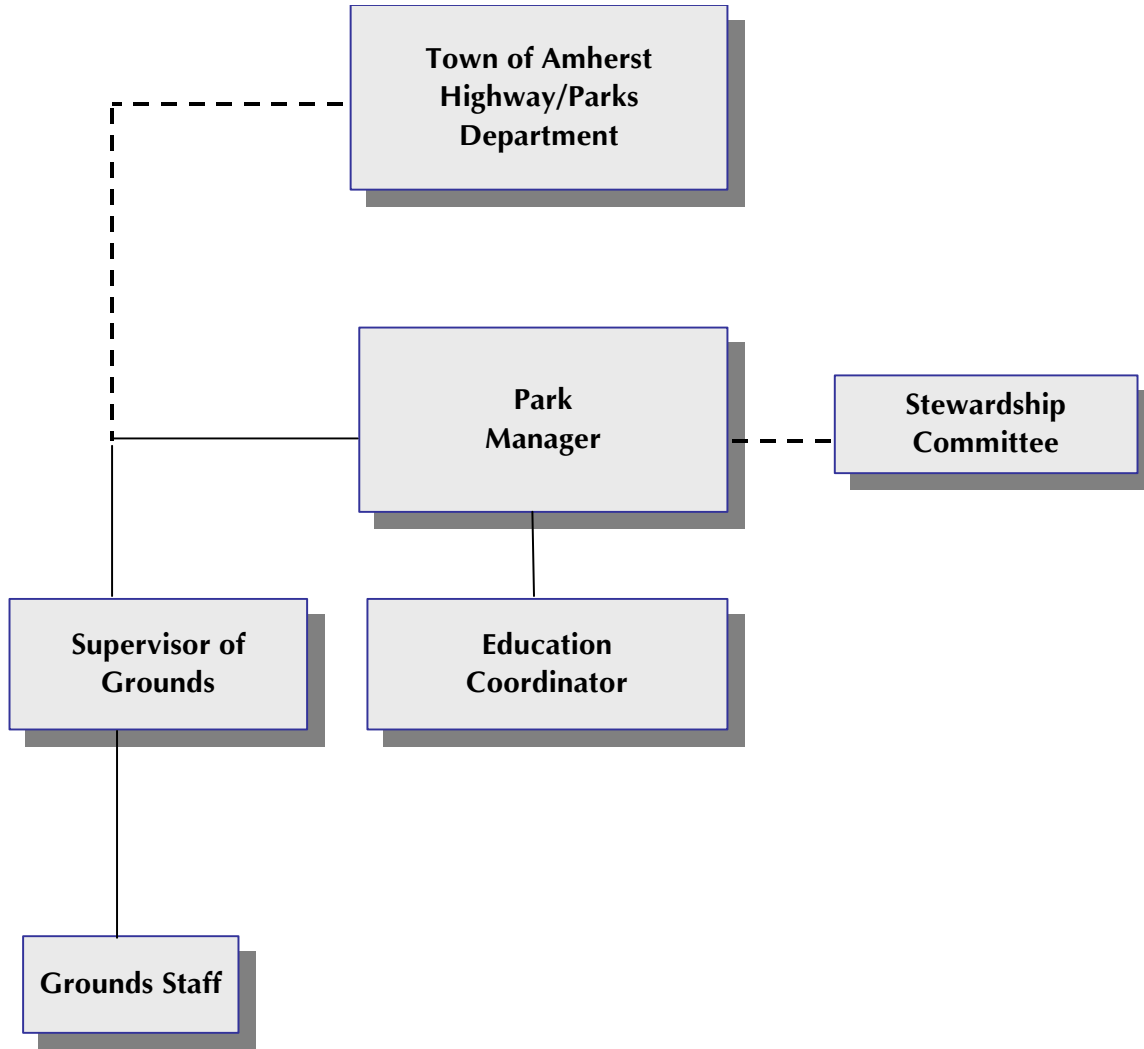 Town of Amherst
Highway/Parks
Department
Park
Manager
Stewardship
Committee
Supervisor of
Grounds
Education
Coordinator
Grounds Staff